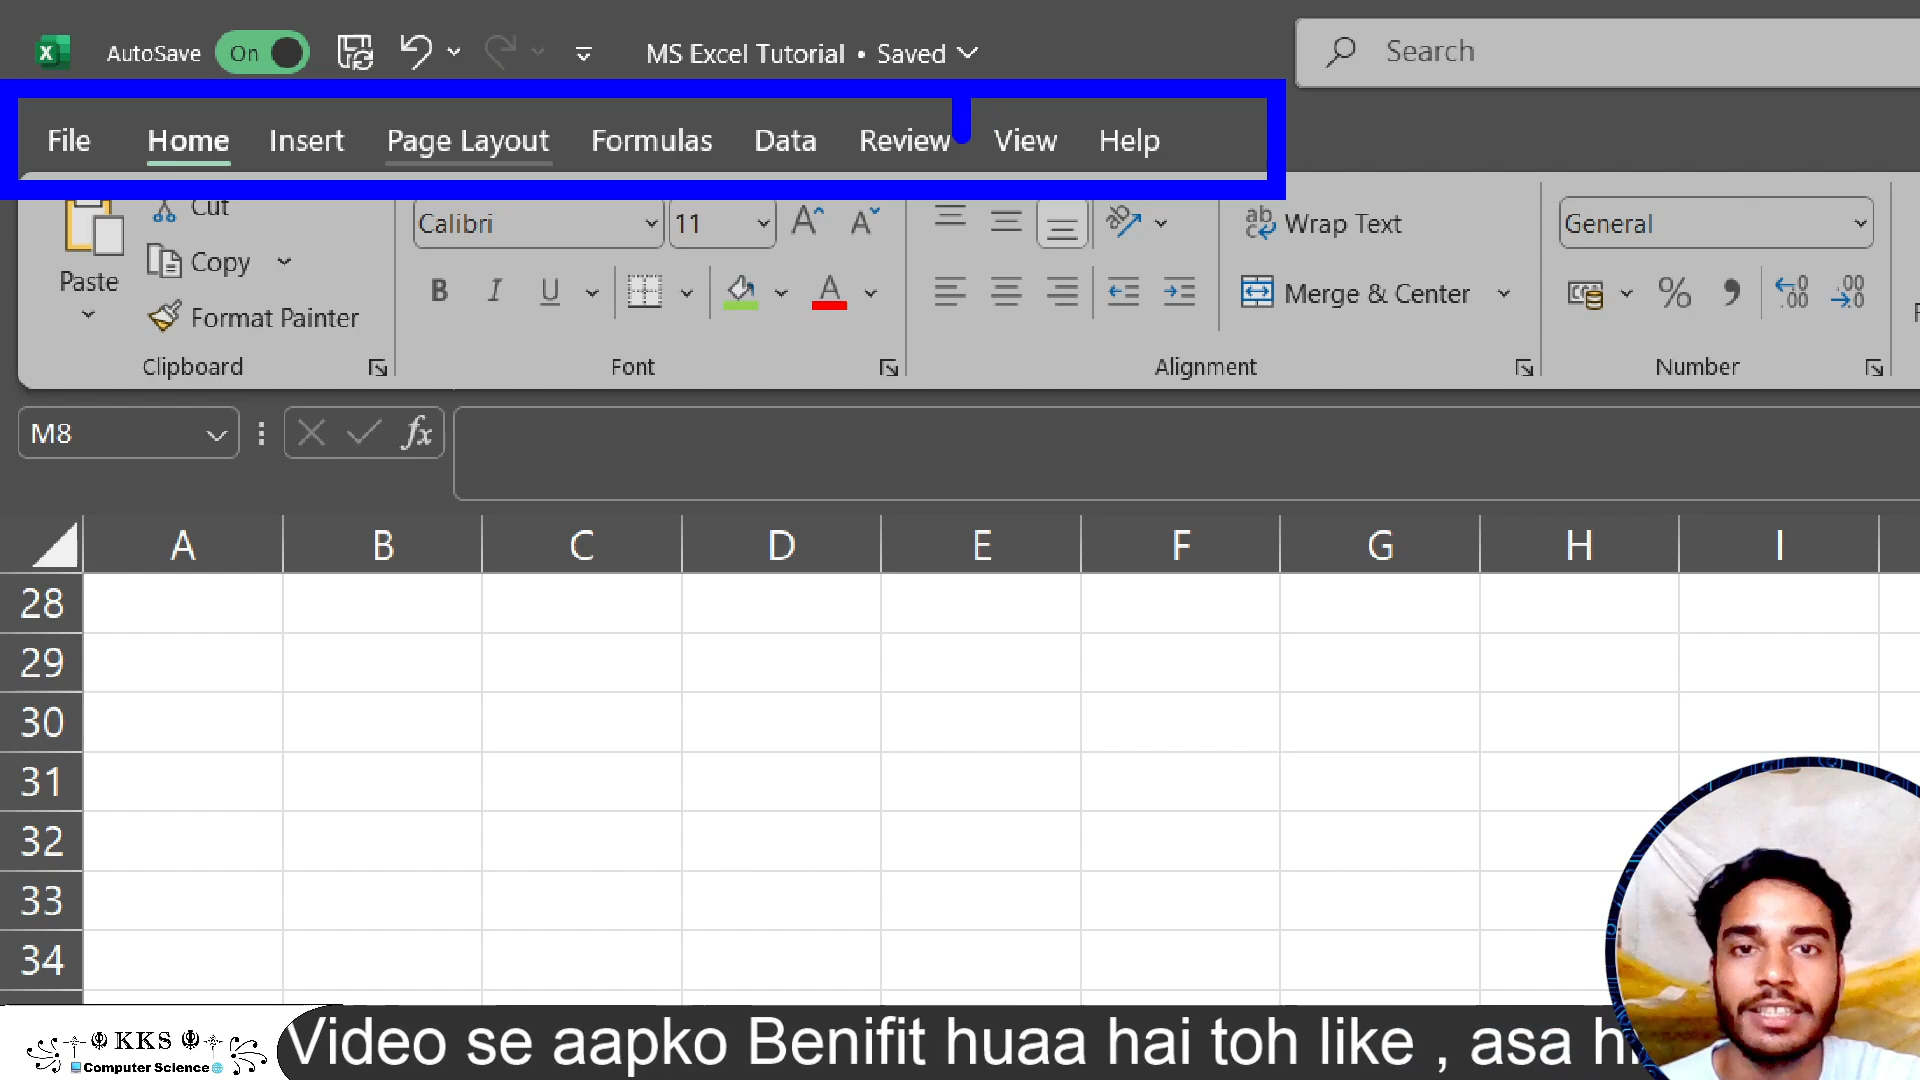 AutoSave On MS Excel Tutorial • Saved Search
File Home Insert Page Layout Formulas Data Review View Help
Cut
Calibri 11 Wrap Text General
Copy
Paste
B I U A Merge & Center % .00 .00
Format Painter
Clipboard Font Alignment Number
M8 fx
A B C D E F G H I
28
29
30
31
32
33
34
KKS
Computer Science
Video se aapko Benifit huaa hai toh like , asa